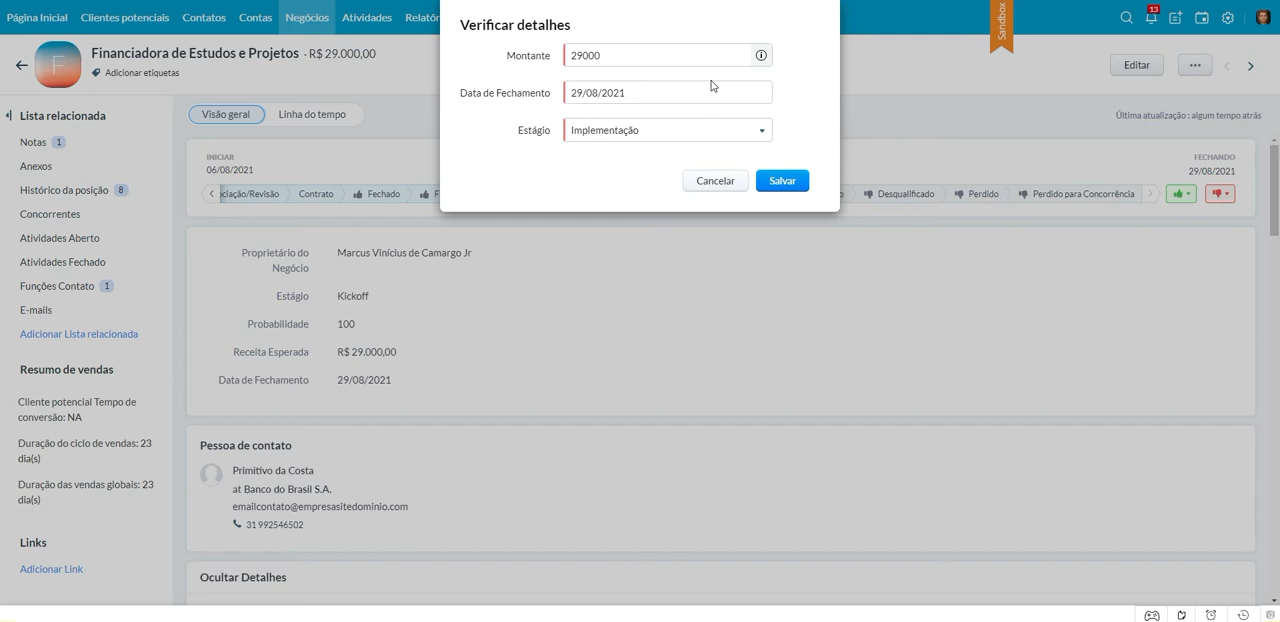 Página Inicial Clientes potenciais Contatos Contas Negócios Atividades Relatór
Sandbox
13
Verificar detalhes
Montante 29000
Data de Fechamento 29/08/2021
Estágio Implementação
Cancelar Salvar
F
Financiadora de Estudos e Projetos - R$ 29.000,00
Adicionar etiquetas
Editar
Lista relacionada
Notas 1
Anexos
Histórico da posição 8
Concorrentes
Atividades Aberto
Atividades Fechado
Funções Contato 1
E-mails
Adicionar Lista relacionada
Resumo de vendas
Cliente potencial Tempo de
conversão: NA
Duração do ciclo de vendas: 23
dia(s)
Duração das vendas globais: 23
dia(s)
Links
Adicionar Link
Visão geral Linha do tempo
Última atualização : algum tempo atrás
INICIAR
06/08/2021
FECHANDO
29/08/2021
ciação/Revisão Contrato Fechado F o Desqualificado Perdido Perdido para Concorrência
Proprietário do
Negócio
Marcus Vinícius de Camargo Jr
Estágio Kickoff
Probabilidade 100
Receita Esperada R$ 29.000,00
Data de Fechamento 29/08/2021
Pessoa de contato
Primitivo da Costa
at Banco do Brasil S.A.
emailcontato@empresasitedominio.com
31 992546502
Ocultar Detalhes